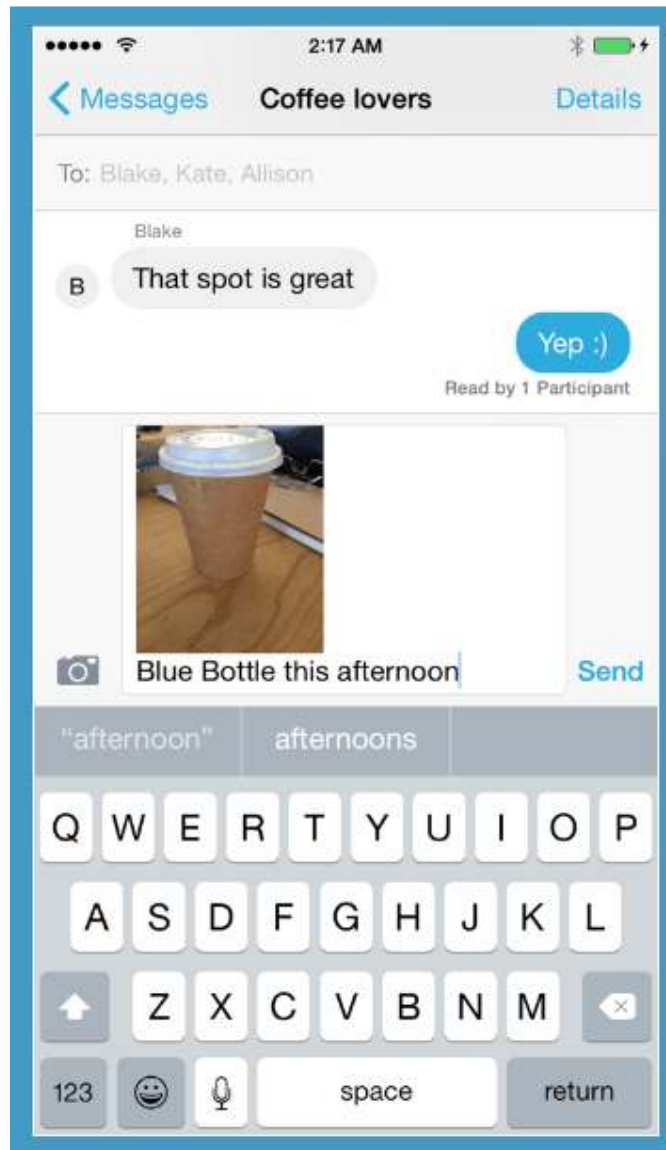 2:17 AM
Messages Coffee lovers Details
To: Blake, Kate, Allison
Blake
B That spot is great
Yep :)
Read by 1 Participant
Blue Bottle this afternoon Send
“afternoon” afternoons
Q W E R T Y U I O P
A S D F G H J K L
Z X C V B N M
123 space return